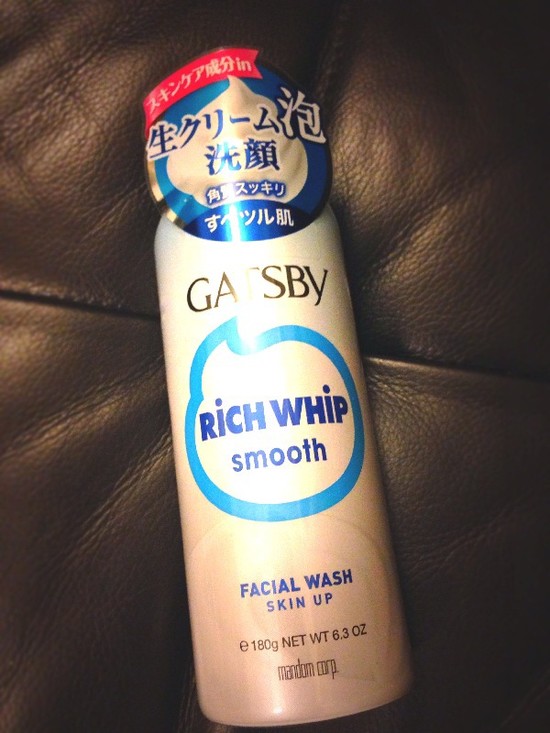 スキンケア成分in
生クリーム泡
洗顔
角質スッキリ
すべツル肌
GATSBY
RiCH WHiP
smooth
FACIAL WASH
SKIN UP
℮180g NET WT 6.3 OZ
mandom corp.